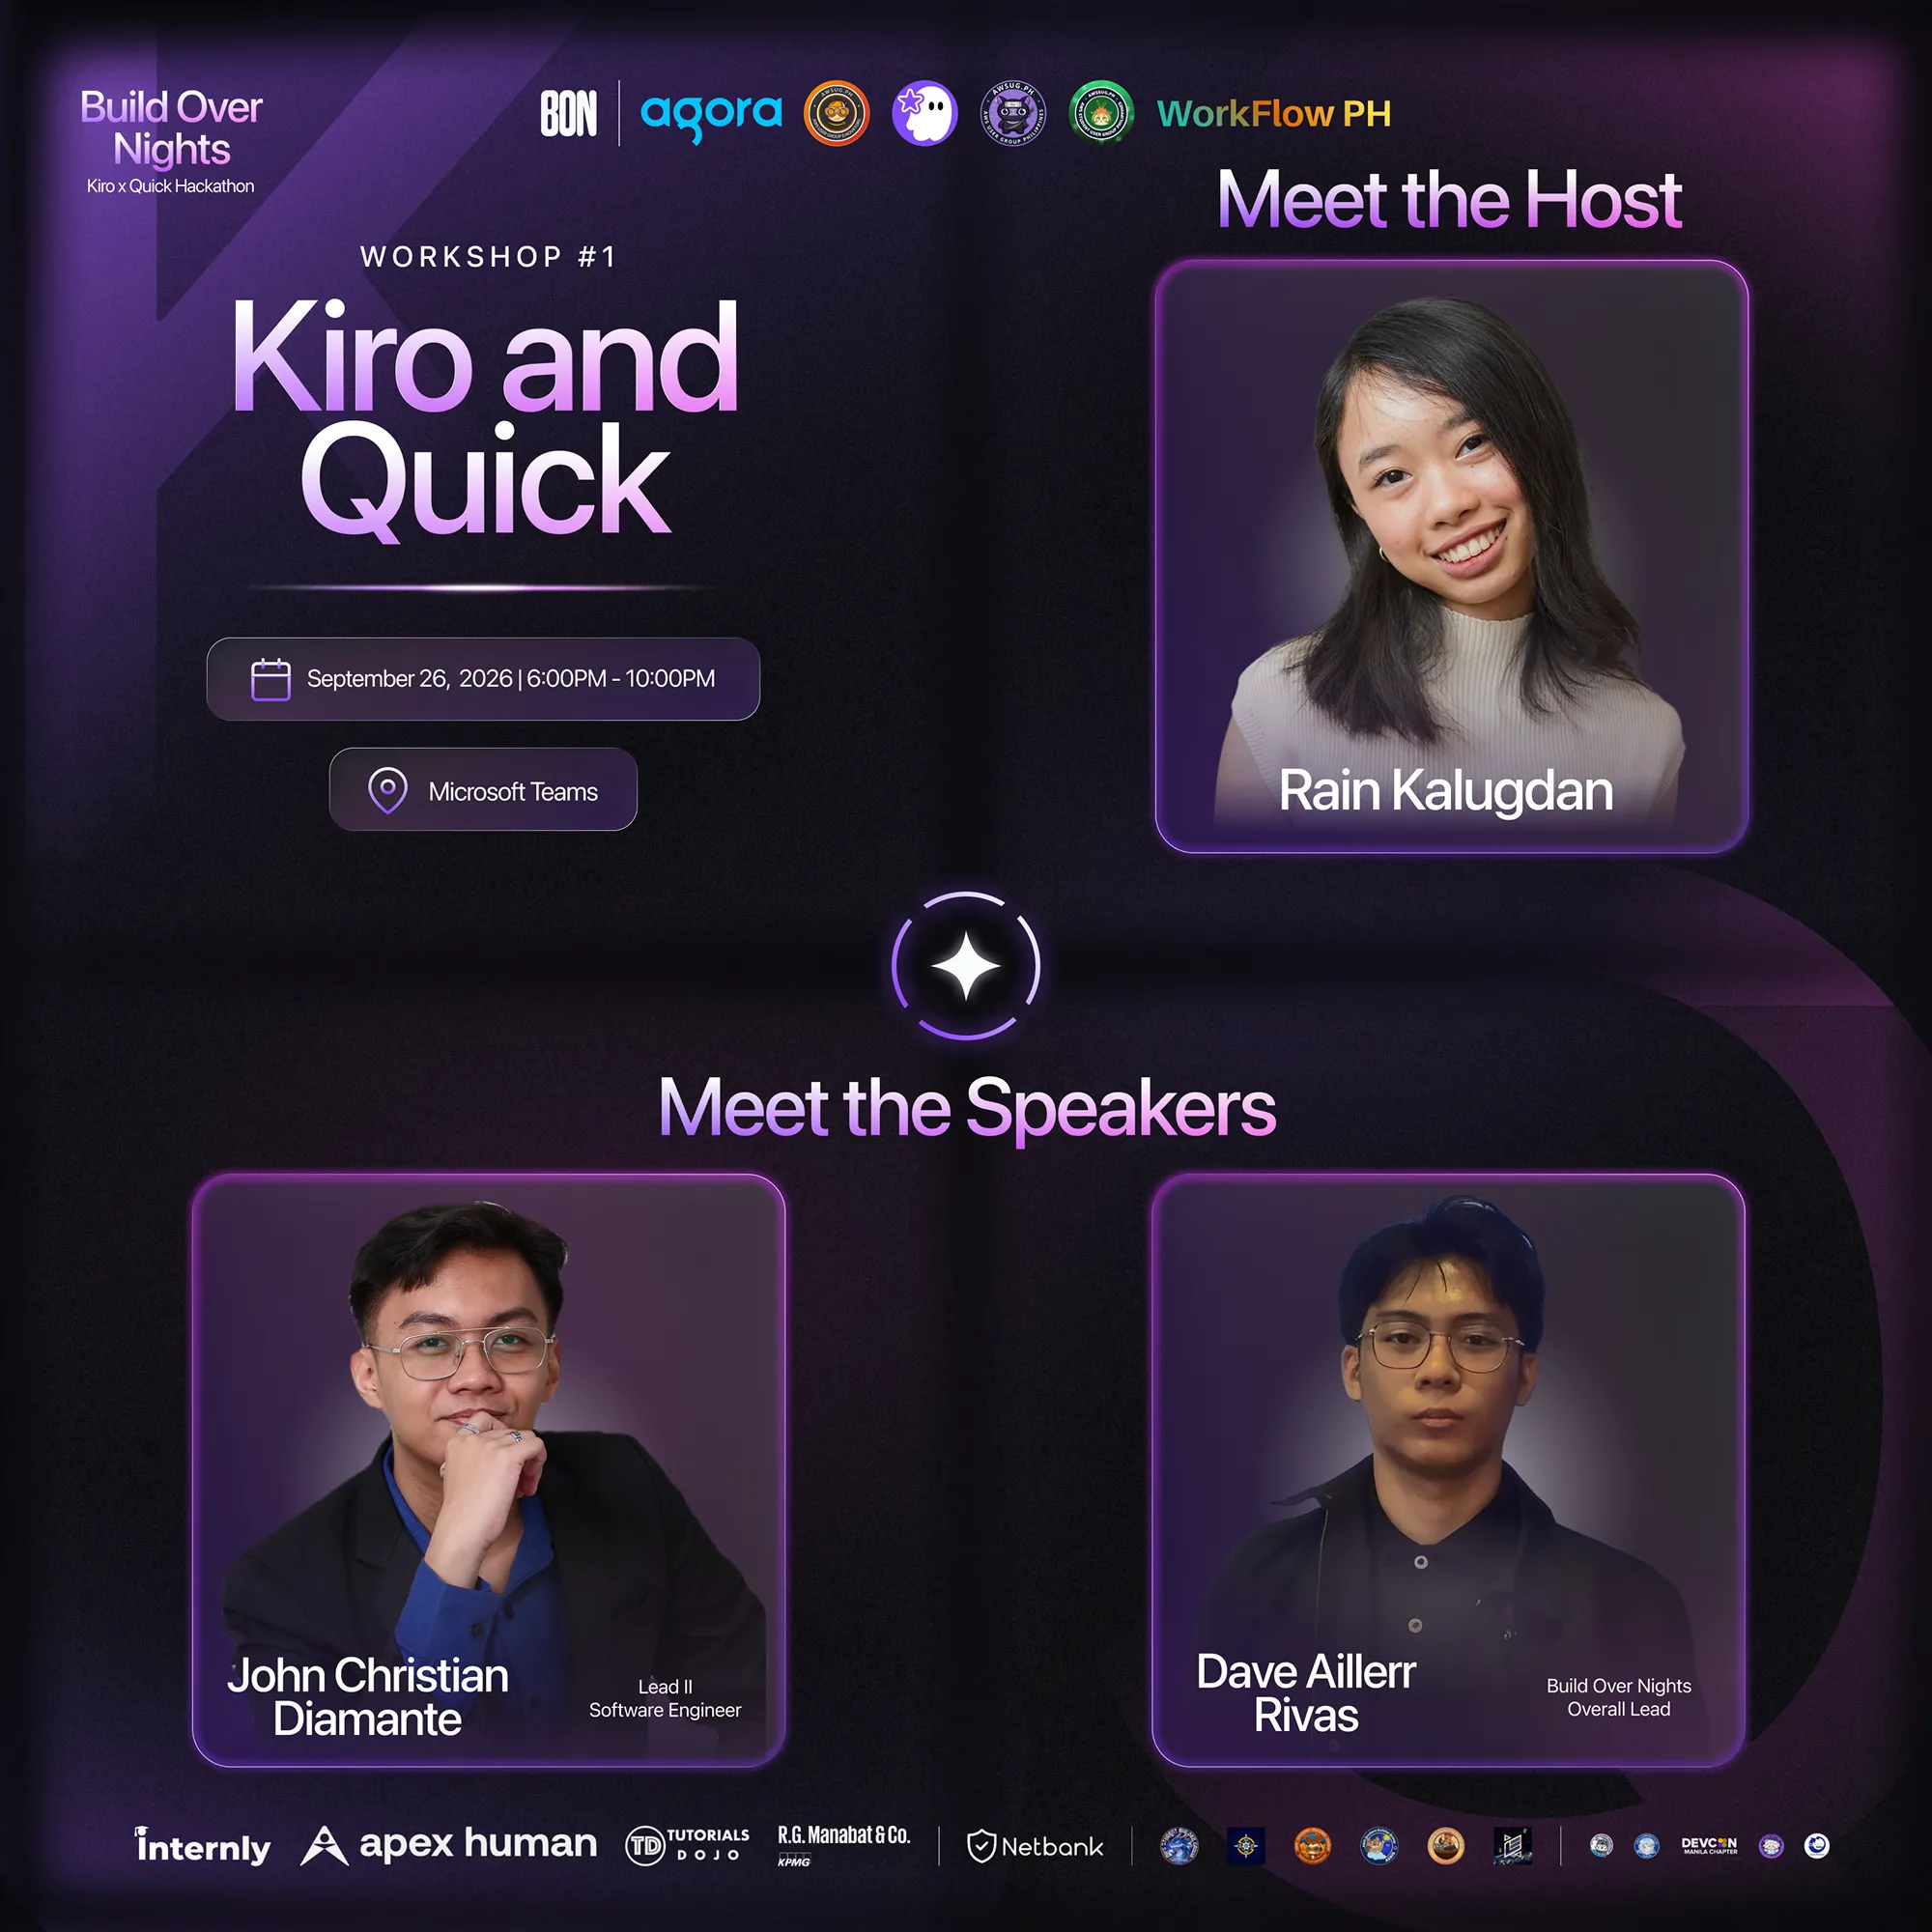 Build Over
Nights
Kiro x Quick Hackathon
BON
agora
WorkFlow PH
WORKSHOP #1
Kiro and
Quick
September 26, 2026 | 6:00PM - 10:00PM
Microsoft Teams
Meet the Host
Rain Kalugdan
Meet the Speakers
John Christian
Diamante
Lead II
Software Engineer
Dave Aillerr
Rivas
Build Over Nights
Overall Lead
internly
apex human
TD
TUTORIALS
DOJO
R.G. Manabat & Co.
KPMG
Netbank
DEVCON
MANILA CHAPTER